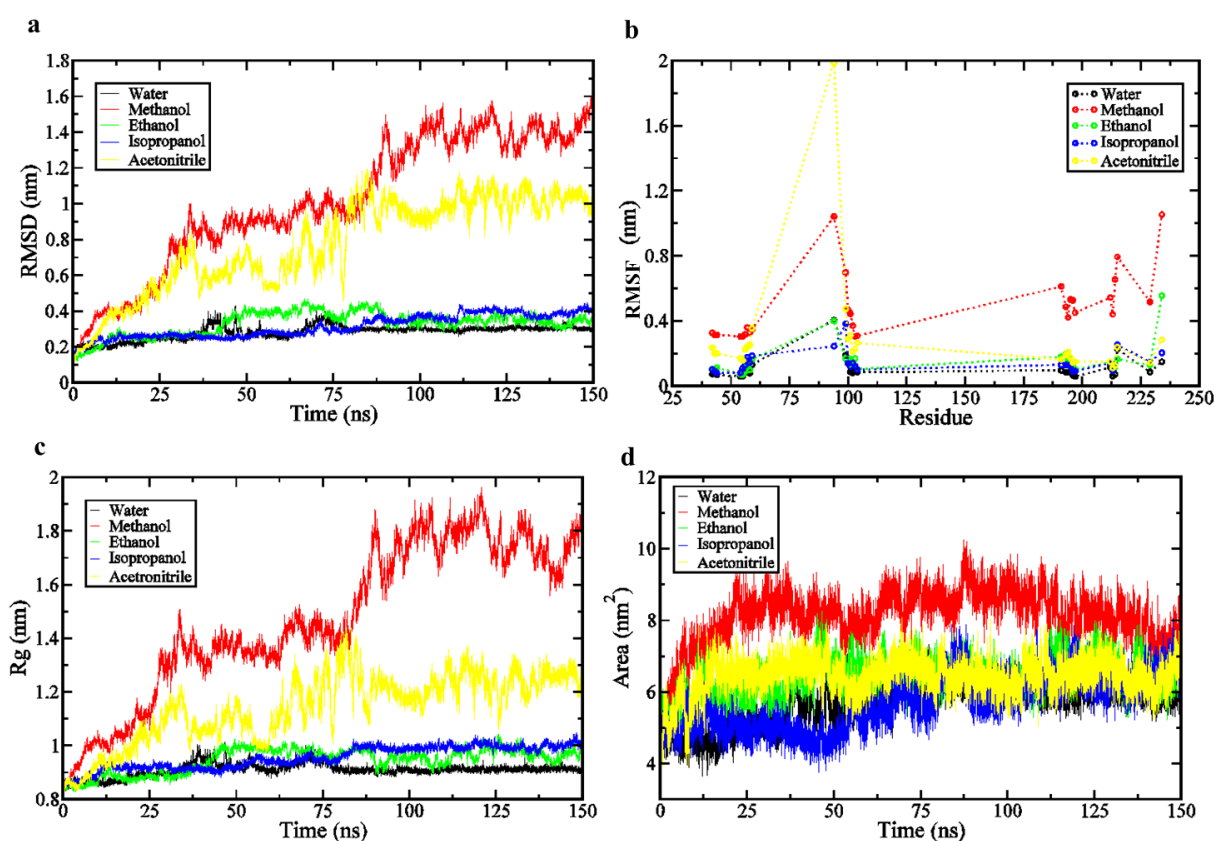 a
1.8
1.6
1.4
1.2
1
0.8
0.6
0.4
0.2
0
RMSD (nm)
Water
Methanol
Ethanol
Isopropanol
Acetonitrile
0 25 50 75 100 125 150
Time (ns)
b
2
1.6
1.2
0.8
0.4
0
RMSF (nm)
Water
Methanol
Ethanol
Isopropanol
Acetonitrile
25 50 75 100 125 150 175 200 225 250
Residue
c
2
1.8
1.6
1.4
1.2
1
0.8
Rg (nm)
Water
Methanol
Ethanol
Isopropanol
Acetronitrile
0 25 50 75 100 125 150
Time (ns)
d
12
10
8
6
4
Area (nm²)
Water
Methanol
Ethanol
Isopropanol
Acetonitrile
0 25 50 75 100 125 150
Time (ns)